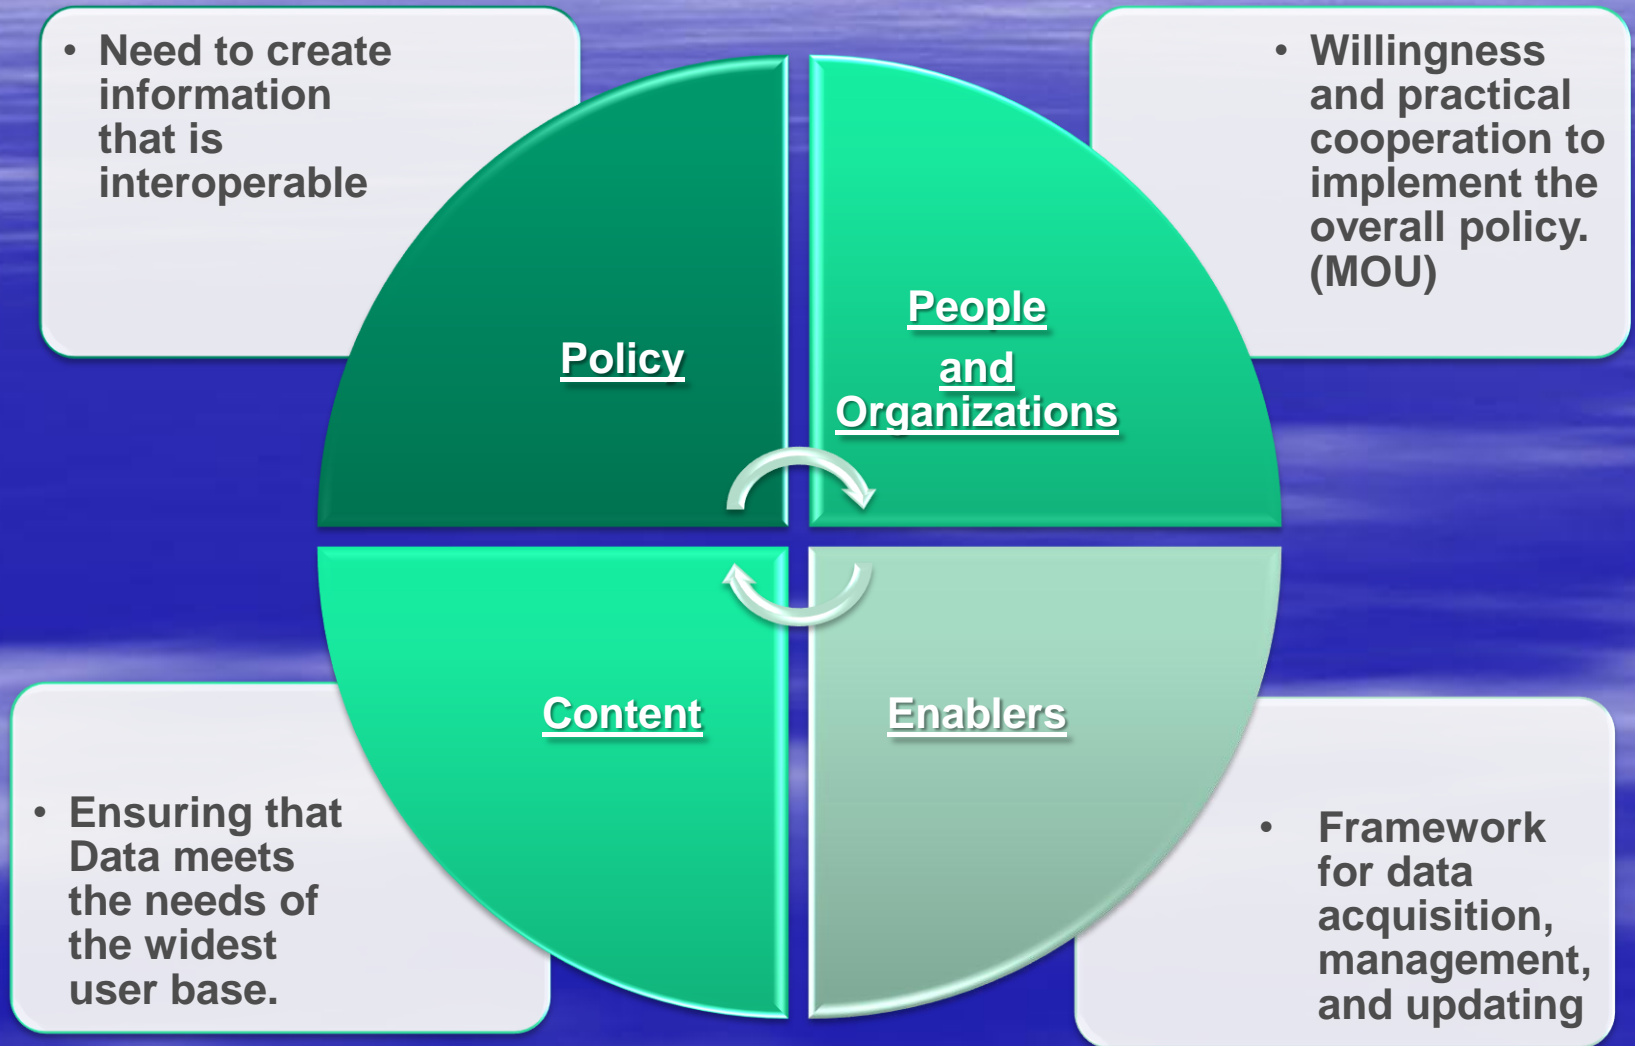 • Need to create
information
that is
interoperable
• Willingness
and practical
cooperation to
implement the
overall policy.
(MOU)
Policy
People
and
Organizations
Content
Enablers
• Ensuring that
Data meets
the needs of
the widest
user base.
• Framework
for data
acquisition,
management,
and updating